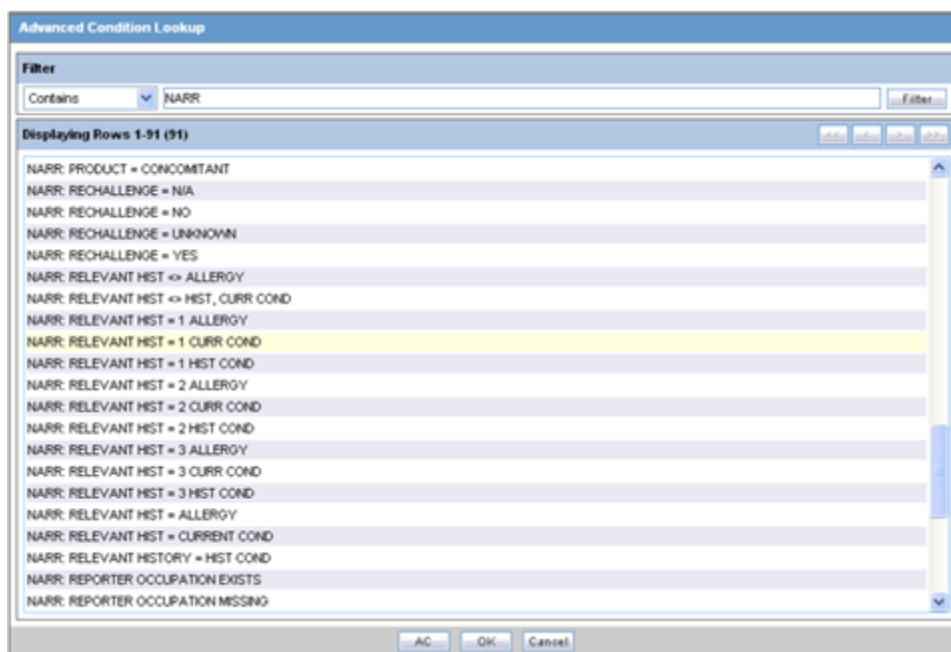 Advanced Condition Lookup
Filter
Contains NARR Filter
Displaying Rows 1-91 (91) << < > >>
NARR: PRODUCT = CONCOMITANT
NARR: RECHALLENGE = N/A
NARR: RECHALLENGE = NO
NARR: RECHALLENGE = UNKNOWN
NARR: RECHALLENGE = YES
NARR: RELEVANT HIST <> ALLERGY
NARR: RELEVANT HIST <> HIST, CURR COND
NARR: RELEVANT HIST = 1 ALLERGY
NARR: RELEVANT HIST = 1 CURR COND
NARR: RELEVANT HIST = 1 HIST COND
NARR: RELEVANT HIST = 2 ALLERGY
NARR: RELEVANT HIST = 2 CURR COND
NARR: RELEVANT HIST = 2 HIST COND
NARR: RELEVANT HIST = 3 ALLERGY
NARR: RELEVANT HIST = 3 CURR COND
NARR: RELEVANT HIST = 3 HIST COND
NARR: RELEVANT HIST = ALLERGY
NARR: RELEVANT HIST = CURRENT COND
NARR: RELEVANT HISTORY = HIST COND
NARR: REPORTER OCCUPATION EXISTS
NARR: REPORTER OCCUPATION MISSING
AC OK Cancel